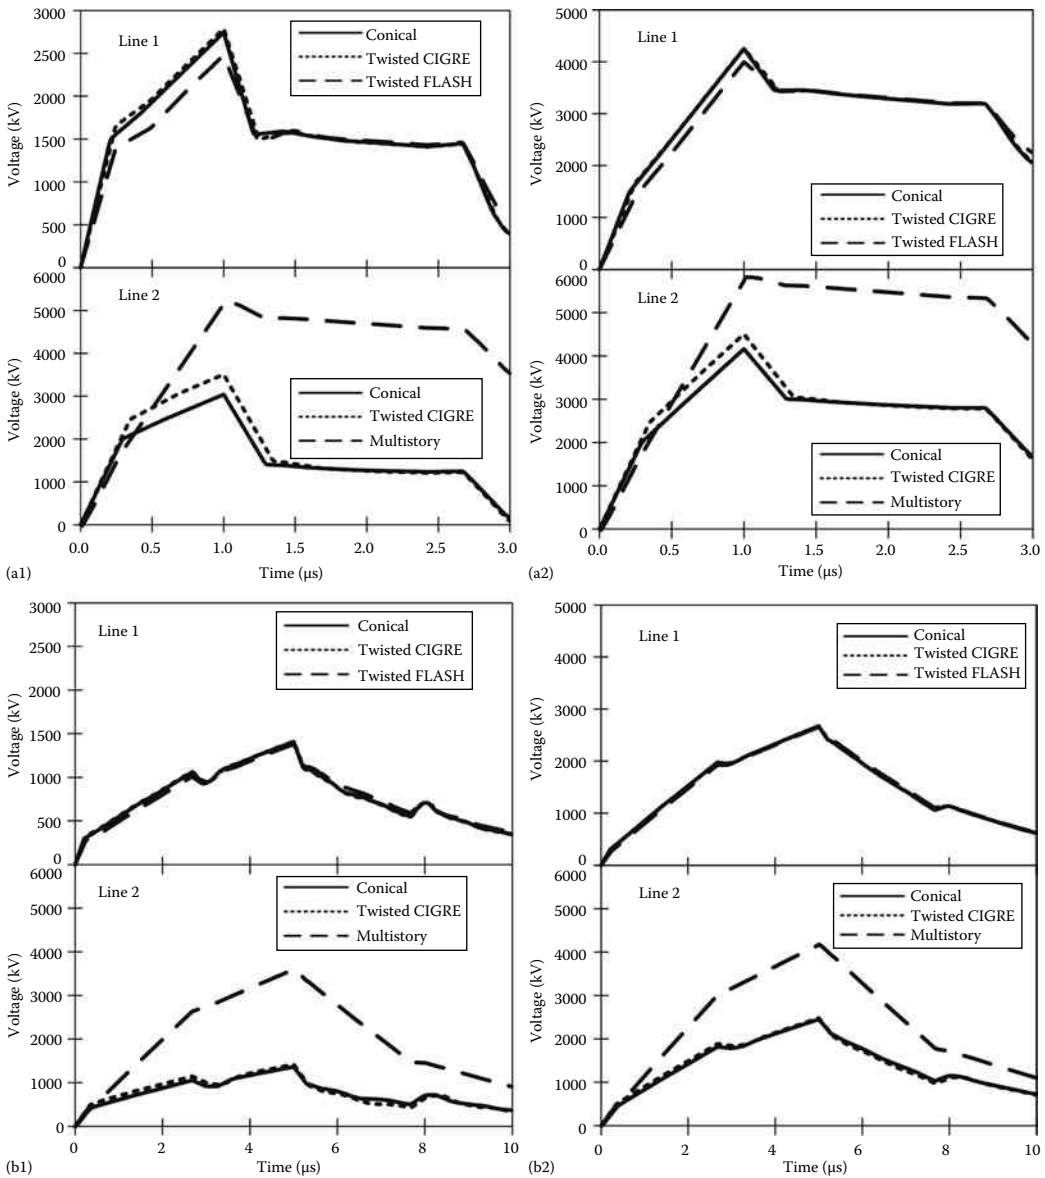 3000
2500
2000
1500
1000
500
0
Voltage (kV)
Line 1
Conical
Twisted CIGRE
Twisted FLASH
6000
5000
4000
3000
2000
1000
0
Voltage (kV)
Line 2
Conical
Twisted CIGRE
Multistory
0.0 0.5 1.0 1.5 2.0 2.5 3.0
Time (μs)
(a1)
5000
4000
3000
2000
1000
0
Voltage (kV)
Line 1
Conical
Twisted CIGRE
Twisted FLASH
6000
5000
4000
3000
2000
1000
0
Voltage (kV)
Line 2
Conical
Twisted CIGRE
Multistory
0.0 0.5 1.0 1.5 2.0 2.5 3.0
Time (μs)
(a2)
3000
2500
2000
1500
1000
500
0
Voltage (kV)
Line 1
Conical
Twisted CIGRE
Twisted FLASH
6000
5000
4000
3000
2000
1000
0
Voltage (kV)
Line 2
Conical
Twisted CIGRE
Multistory
0 2 4 6 8 10
Time (μs)
(b1)
5000
4000
3000
2000
1000
0
Voltage (kV)
Line 1
Conical
Twisted CIGRE
Twisted FLASH
6000
5000
4000
3000
2000
1000
0
Voltage (kV)
Line 2
Conical
Twisted CIGRE
Multistory
0 2 4 6 8 10
Time (μs)
(b2)